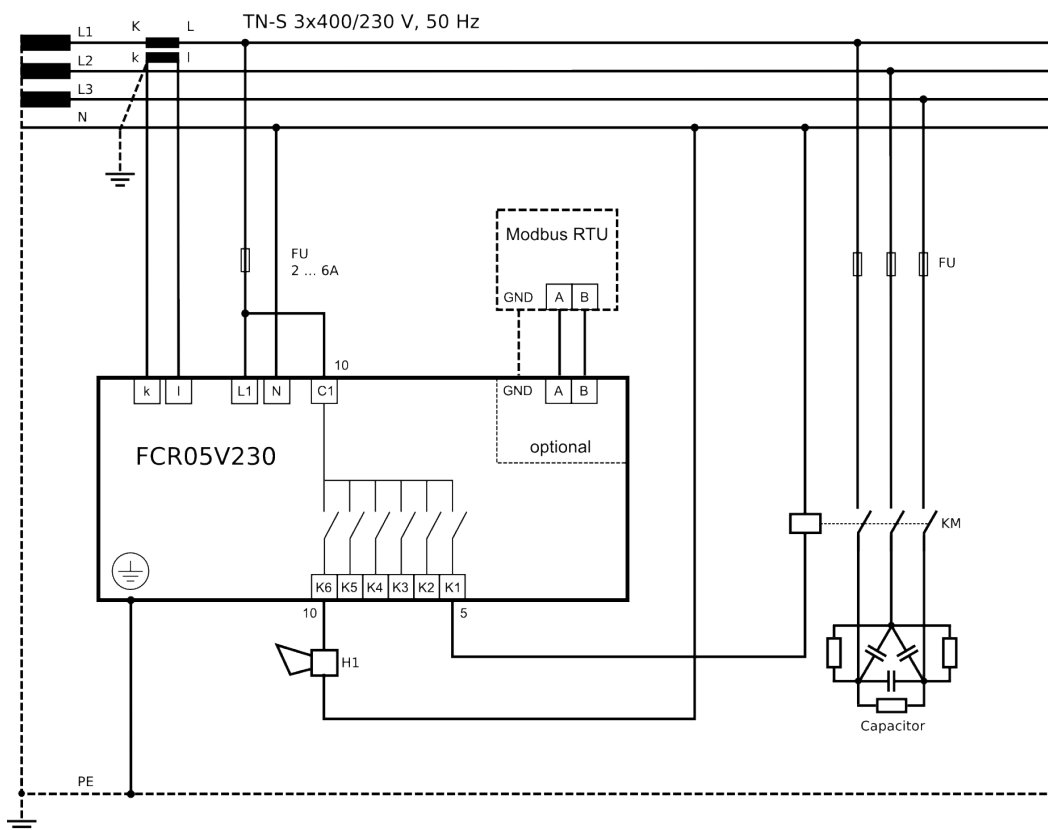 TN-S 3x400/230 V, 50 Hz
L1 K L
L2 k l
L3
N
FU
2 ... 6A
Modbus RTU
GND A B
FU
10
k l L1 N C1 GND A B
optional
FCR05V230
KM
K6 K5 K4 K3 K2 K1
10 5
H1
Capacitor
PE